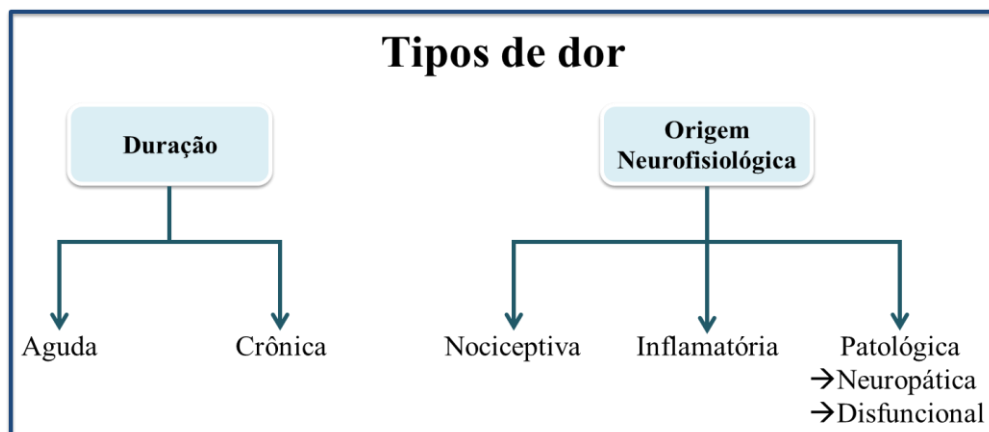 Tipos de dor
Duração
Origem
Neurofisiológica
Aguda
Crônica
Nociceptiva
Inflamatória
Patológica
→Neuropática
→Disfuncional